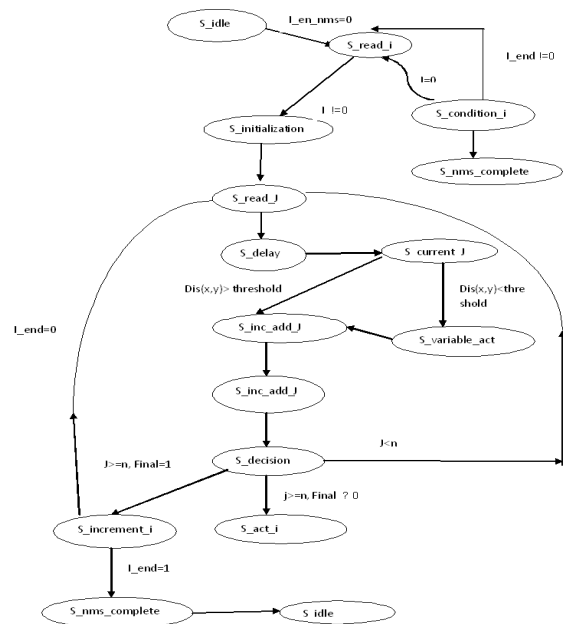 I_en_nms=0
S_idle
S_read_i
I_end !=0
I=0
I !=0
S_condition_i
S_initialization
S_nms_complete
S_read_J
S_delay
S_current_J
Dis(x,y)> threshold
Dis(x,y)<thre
shold
I_end=0
S_inc_add_J
S_variable_act
S_inc_add_J
J<n
S_decision
J>=n, Final=1
j>=n, Final ? 0
S_increment_i
S_act_i
I_end=1
S_nms_complete
S_idle